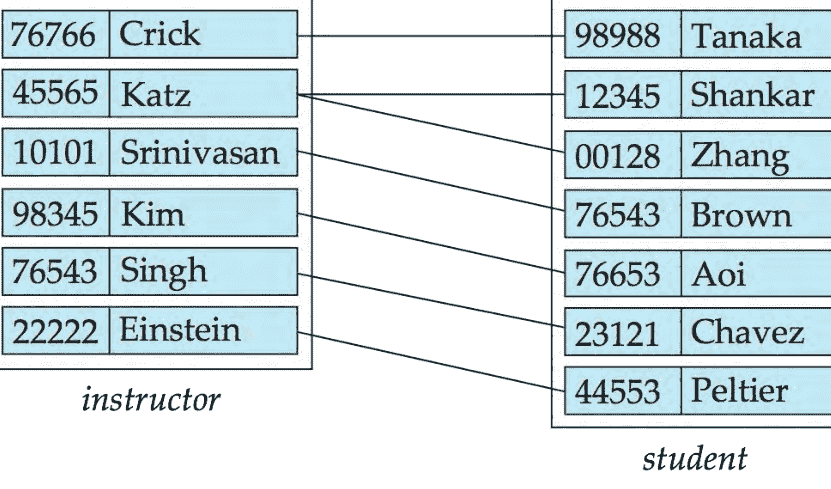 76766 Crick
45565 Katz
10101 Srinivasan
98345 Kim
76543 Singh
22222 Einstein
instructor
98988 Tanaka
12345 Shankar
00128 Zhang
76543 Brown
76653 Aoi
23121 Chavez
44553 Peltier
student